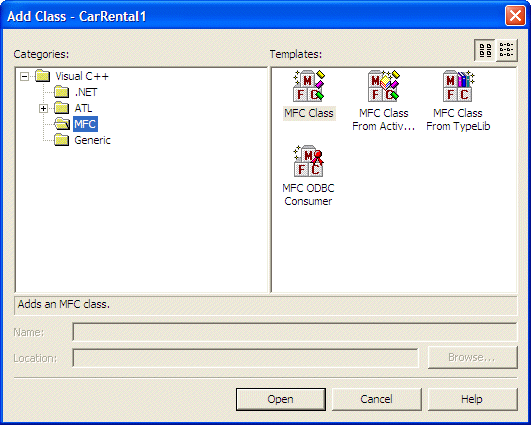 Add Class - CarRental1
Categories:
Templates:
Visual C++
.NET
ATL
MFC
Generic
MFC Class
MFC Class
From Activ...
MFC Class
From TypeLib
MFC ODBC
Consumer
Adds an MFC class.
Name:
Location:
Browse...
Open
Cancel
Help